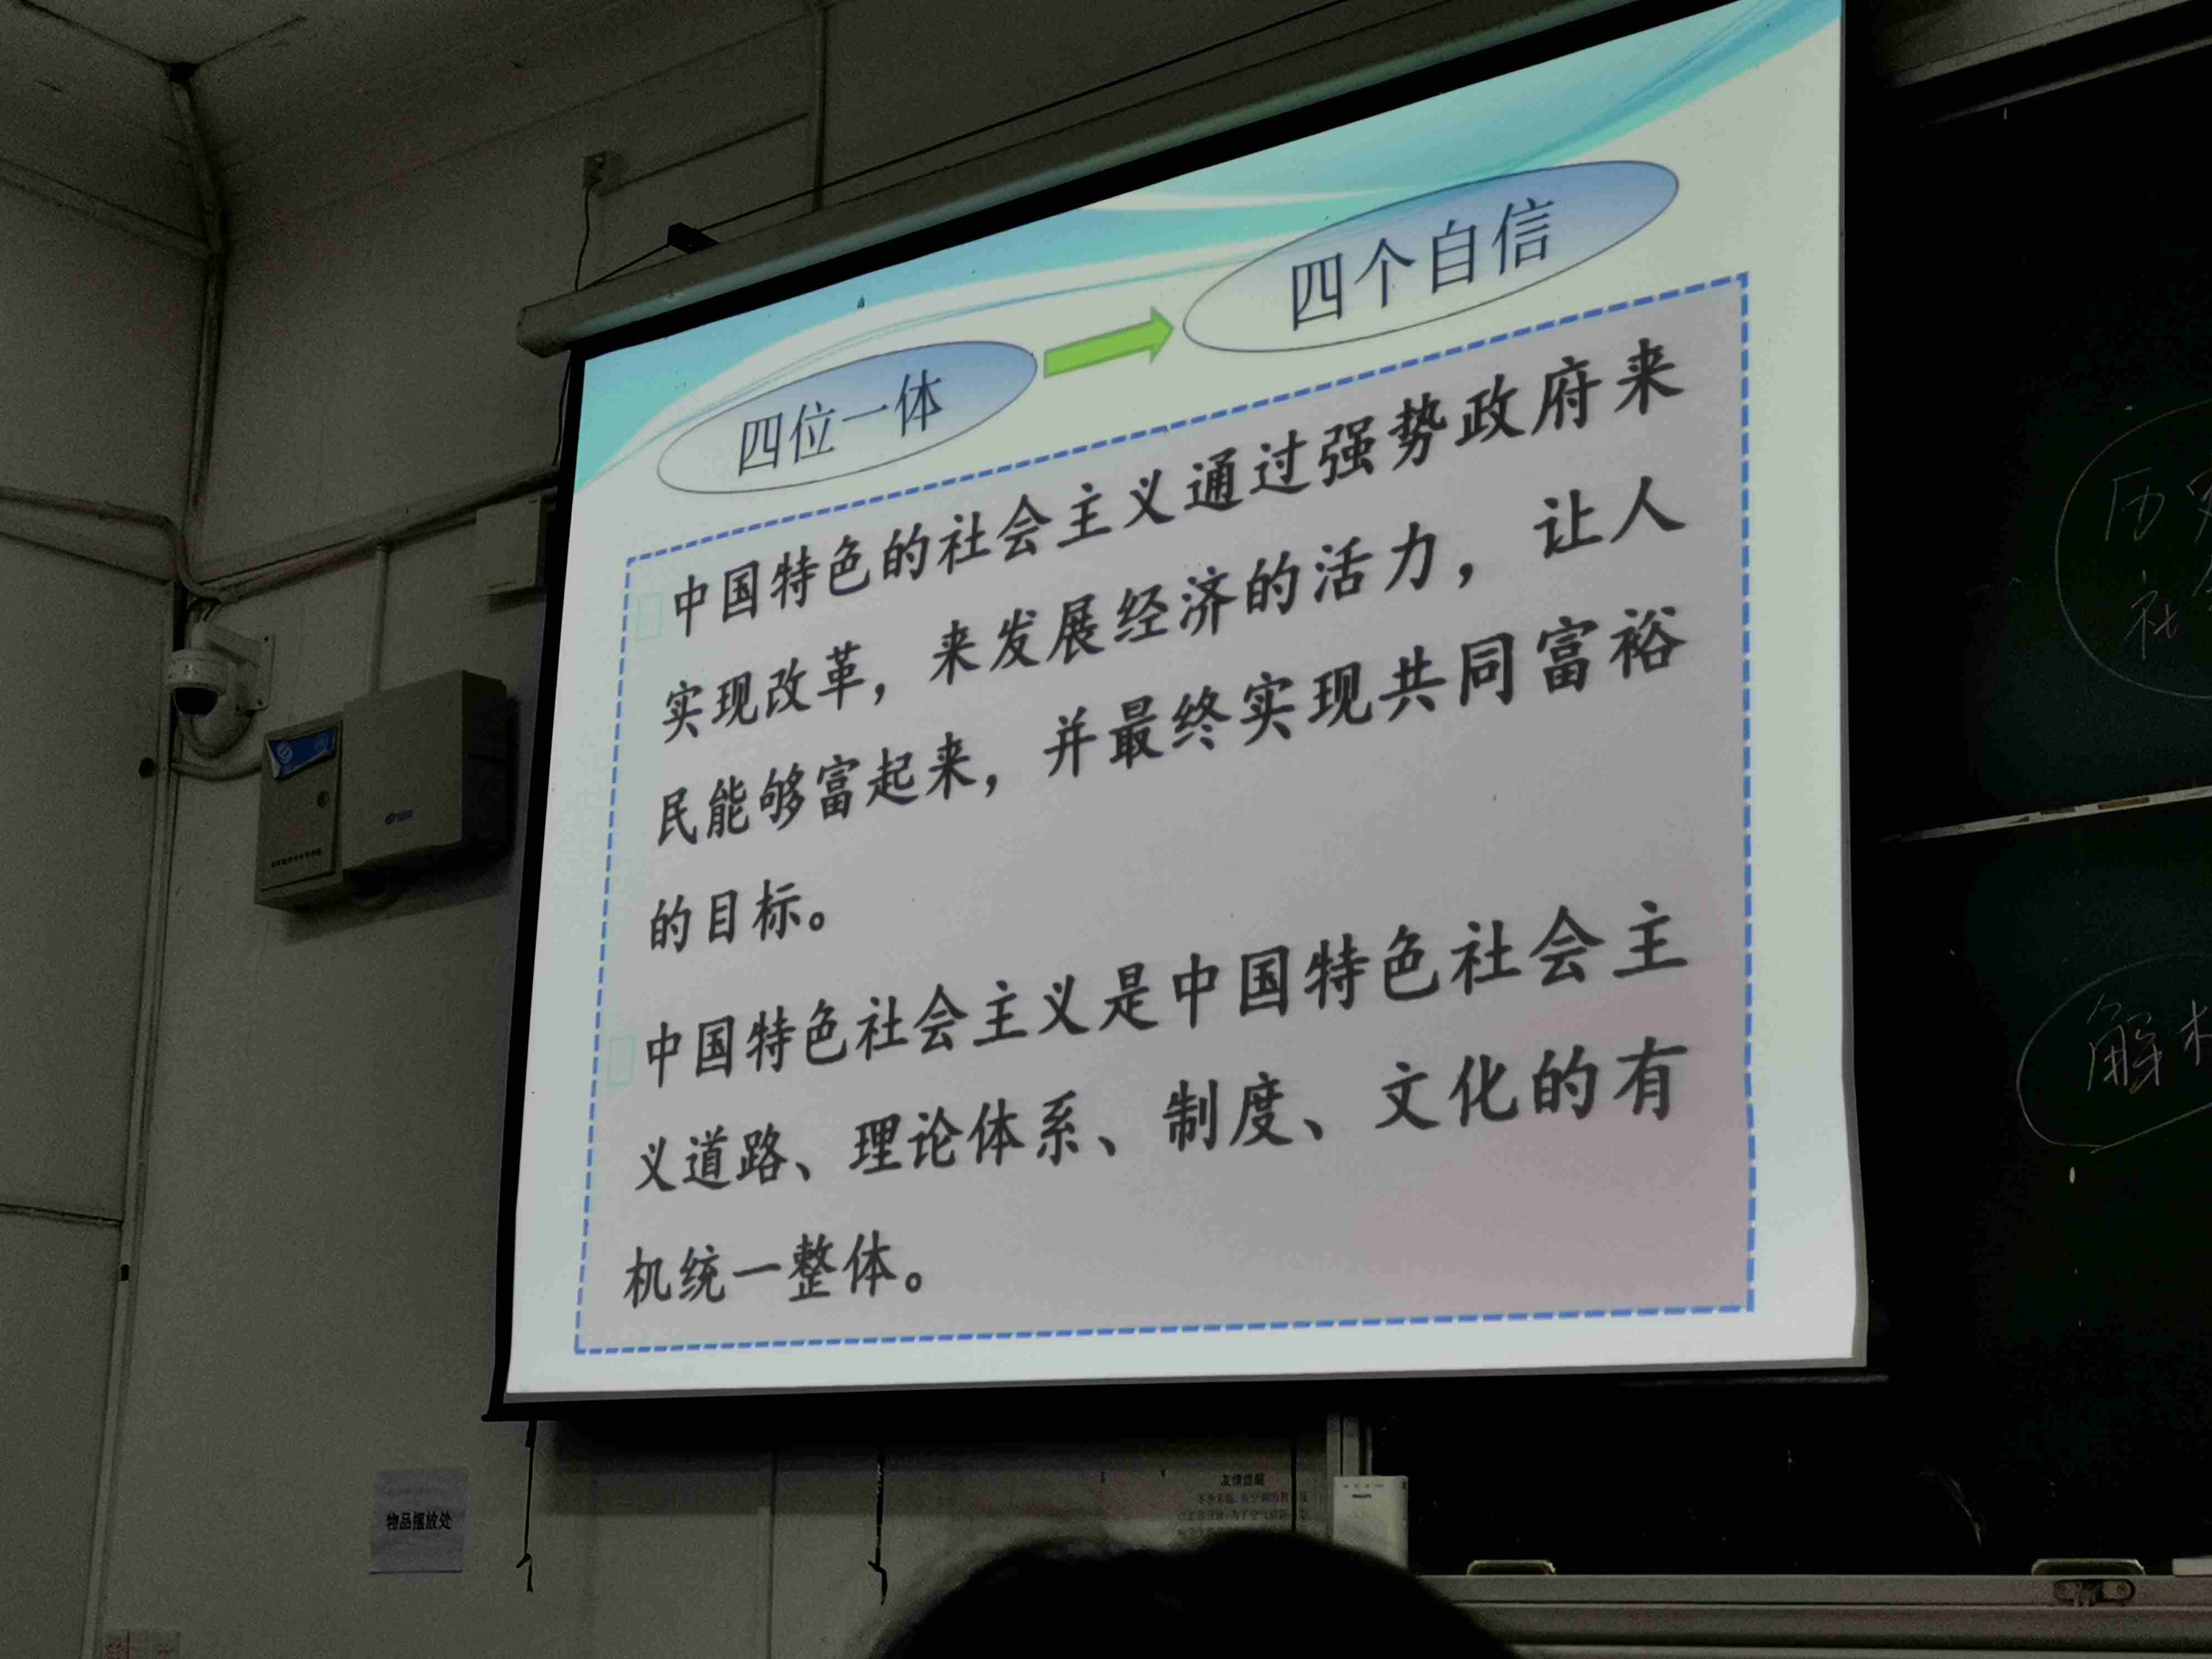 四位一体
四个自信
中国特色的社会主义通过强势政府来
实现改革，来发展经济的活力，让人
民能够富起来，并最终实现共同富裕
的目标。
中国特色社会主义是中国特色社会主
义道路、理论体系、制度、文化的有
机统一整体。
历
社
解
物品摆放处
友情提醒
PHILIPS